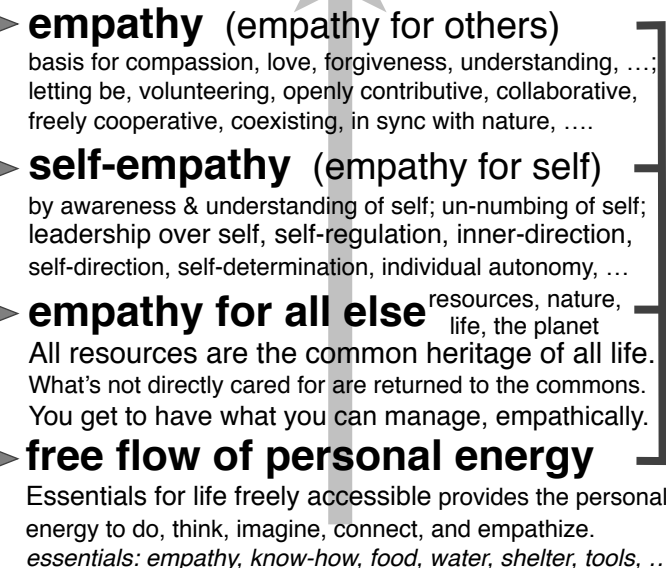 empathy (empathy for others)
basis for compassion, love, forgiveness, understanding, …;
letting be, volunteering, openly contributive, collaborative,
freely cooperative, coexisting, in sync with nature, ….
self-empathy (empathy for self)
by awareness & understanding of self; un-numbing of self;
leadership over self, self-regulation, inner-direction,
self-direction, self-determination, individual autonomy, …
empathy for all else resources, nature,
life, the planet
All resources are the common heritage of all life.
What's not directly cared for are returned to the commons.
You get to have what you can manage, empathically.
free flow of personal energy
Essentials for life freely accessible provides the personal
energy to do, think, imagine, connect, and empathize.
essentials: empathy, know-how, food, water, shelter, tools, ..